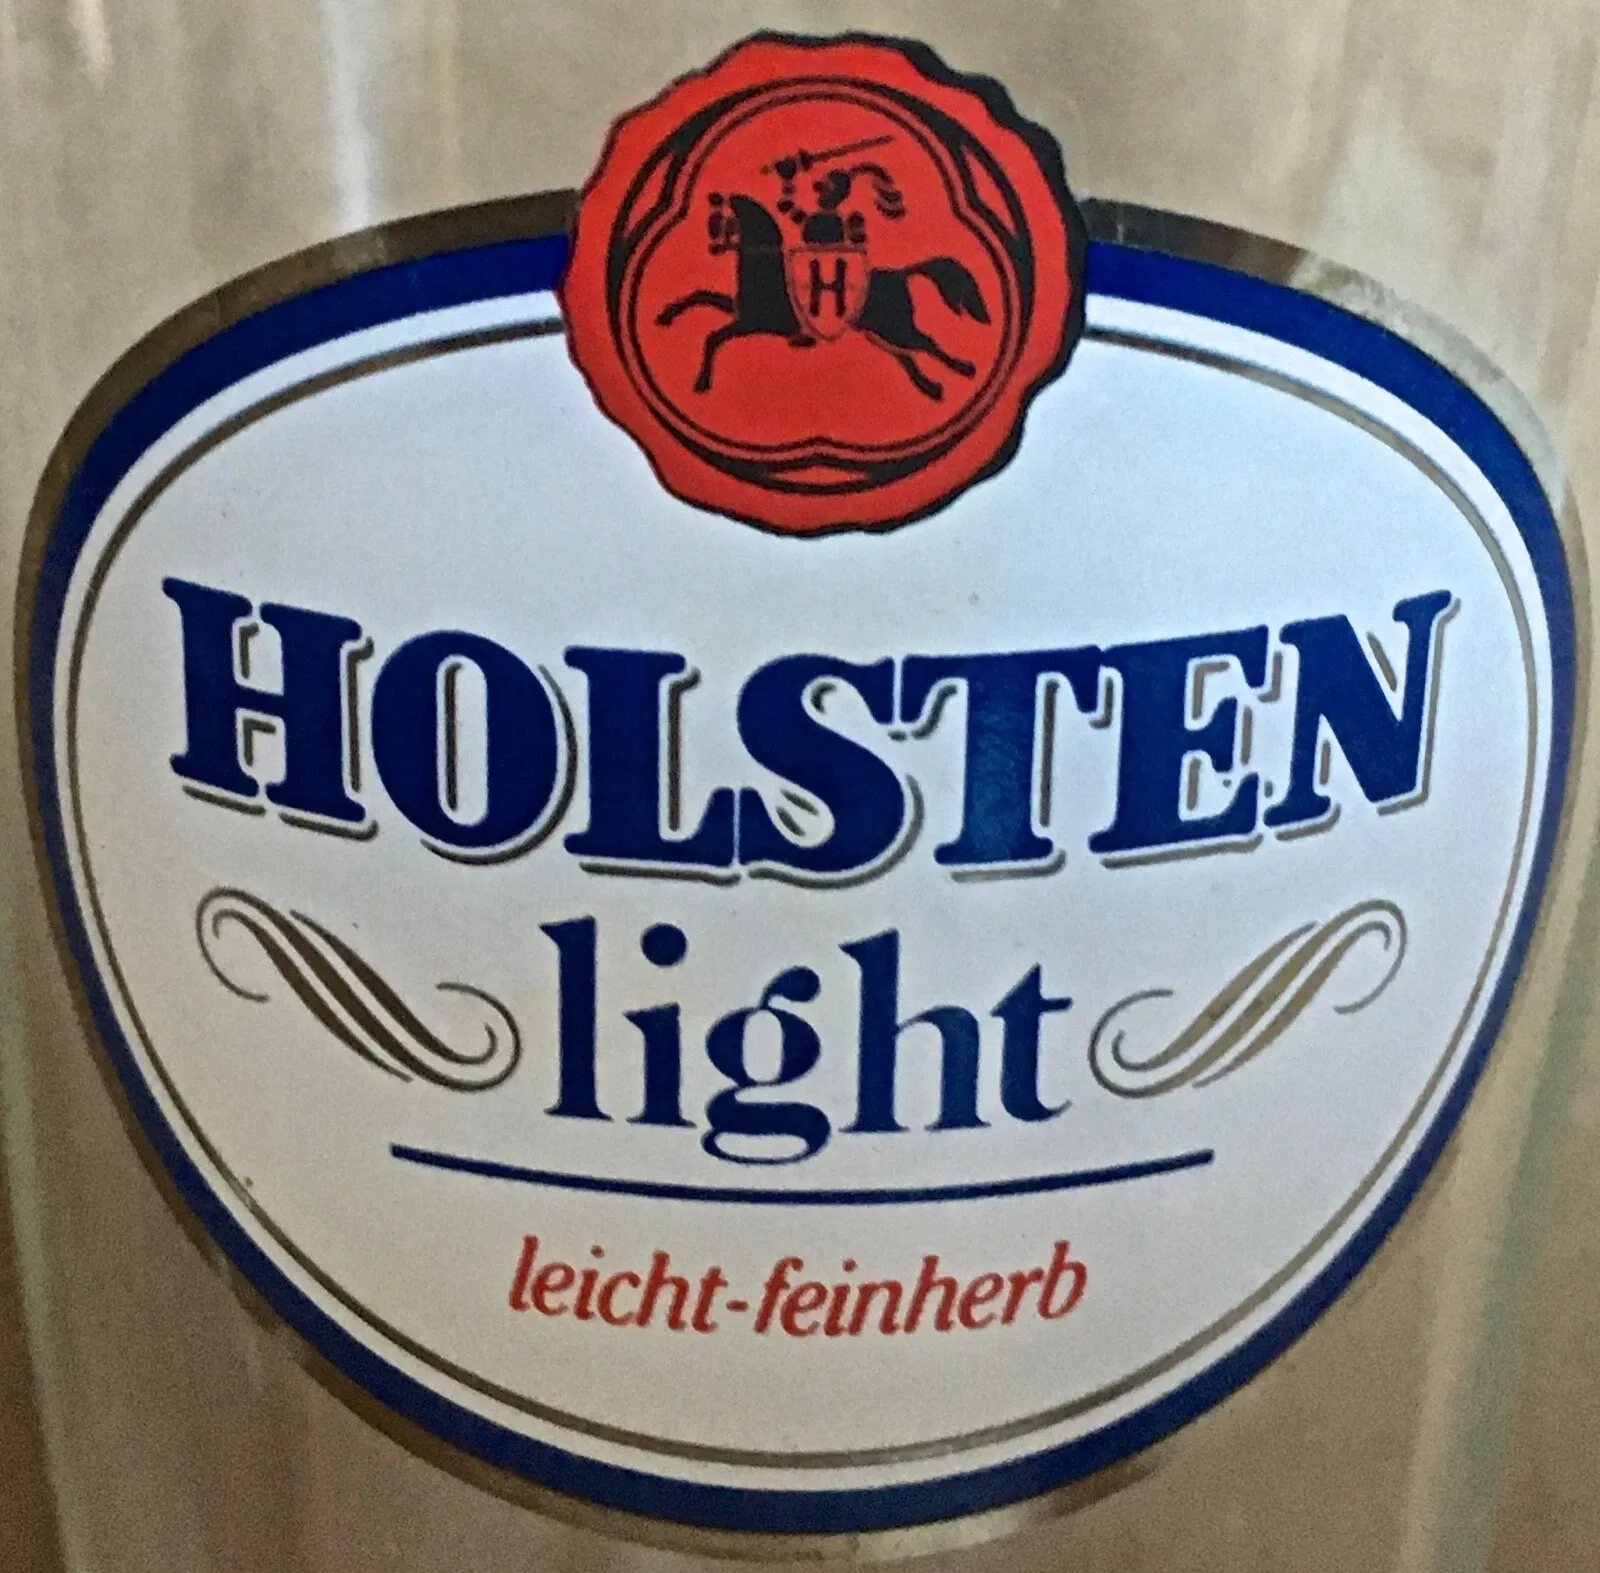 H
HOLSTEN
light
leicht-feinherb